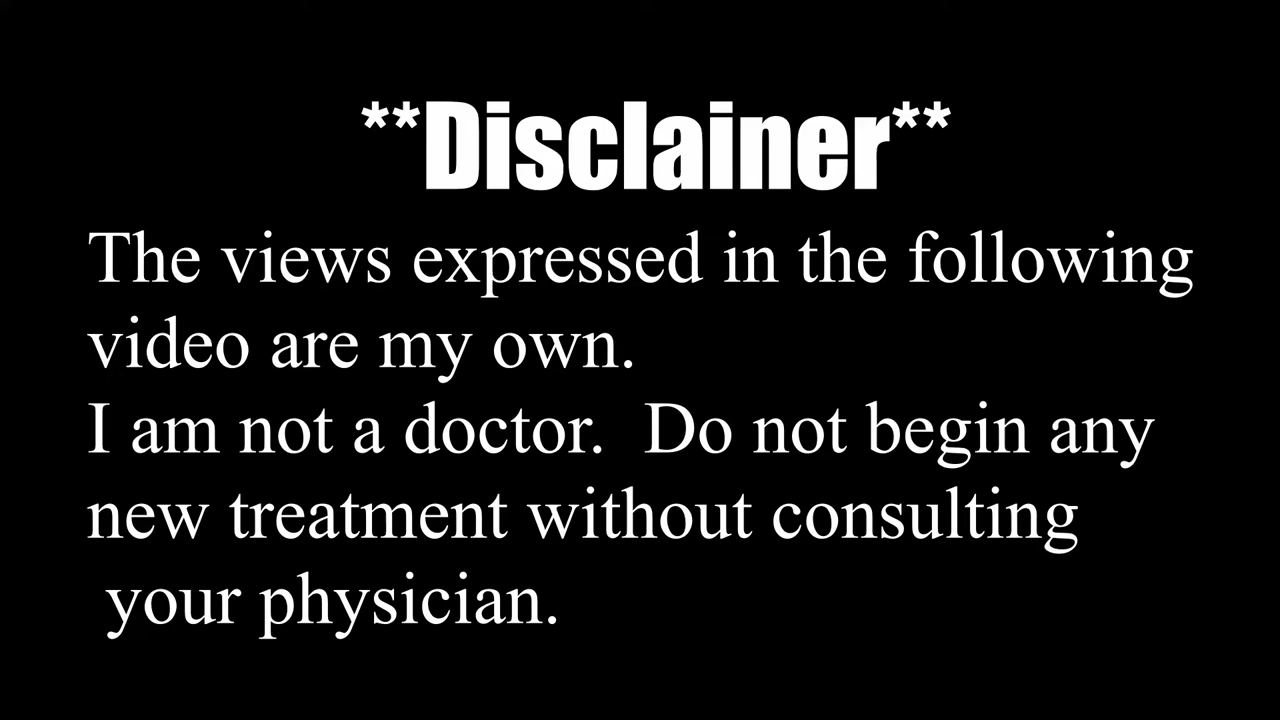 **Disclainer**
The views expressed in the following
video are my own.
I am not a doctor.  Do not begin any
new treatment without consulting
your physician.